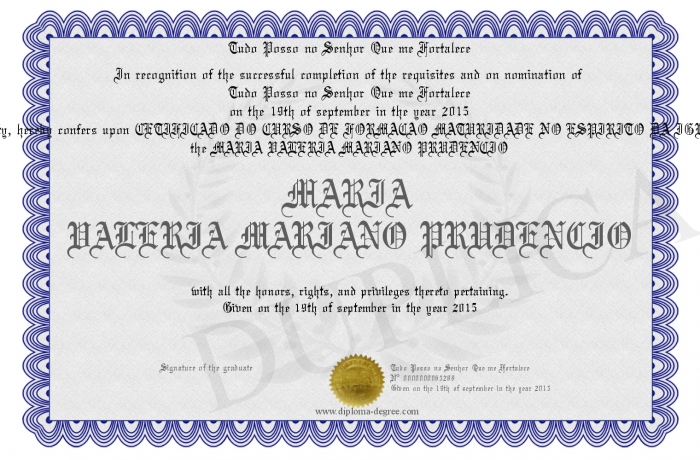 Tudo Posso no Senhor Que me Fortalece
In recognition of the successful completion of the requisites and on nomination of
Tudo Posso no Senhor Que me Fortalece
on the 19th of september in the year 2015
hereby confers upon CETIFICADO DO CURSO DE FORMACAO MATURIDADE NO ESPIRITO DA
the MARIA VALERIA MARIANO PRUDENCIO
MARIA
VALERIA MARIANO PRUDENCIO
with all the honors, rights, and privileges thereto pertaining.
Given on the 19th of september in the year 2015
DUPLICA
Signature of the graduate
Tudo Posso no Senhor Que me Fortalece
Given on the 19th of september in the year 2015
www.diploma-degree.com